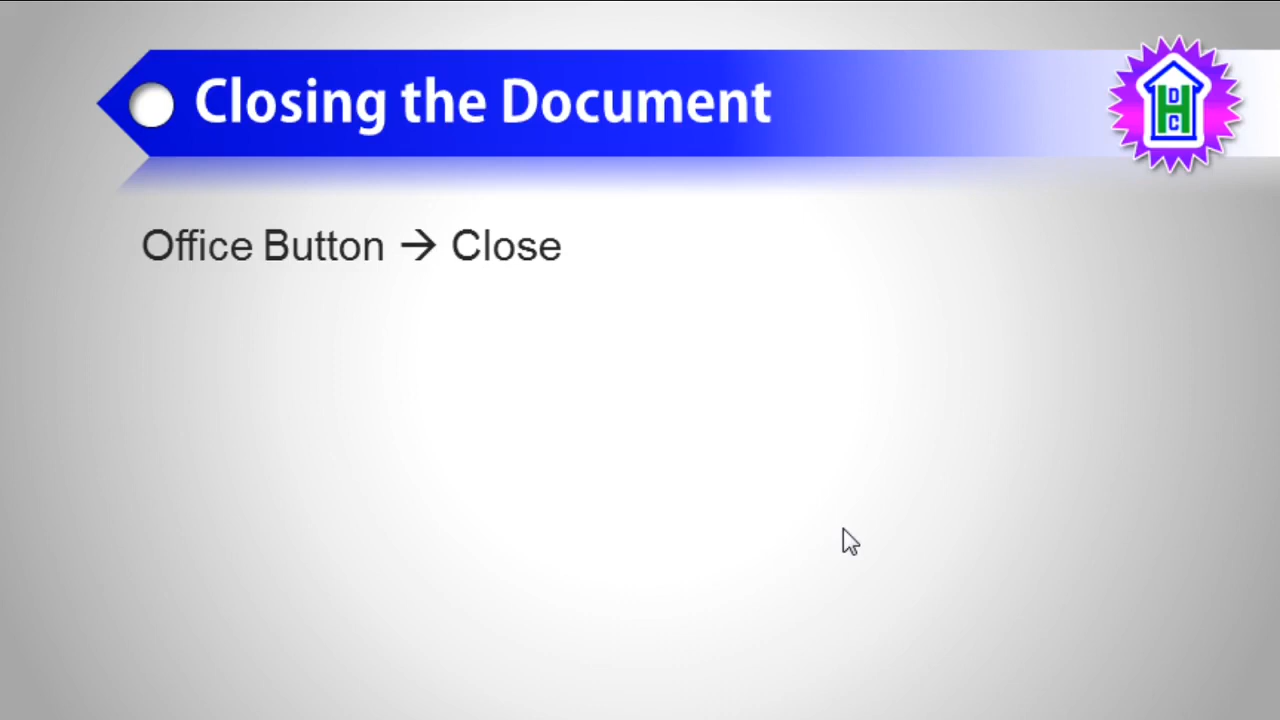 Closing the Document
D
H
C
Office Button → Close